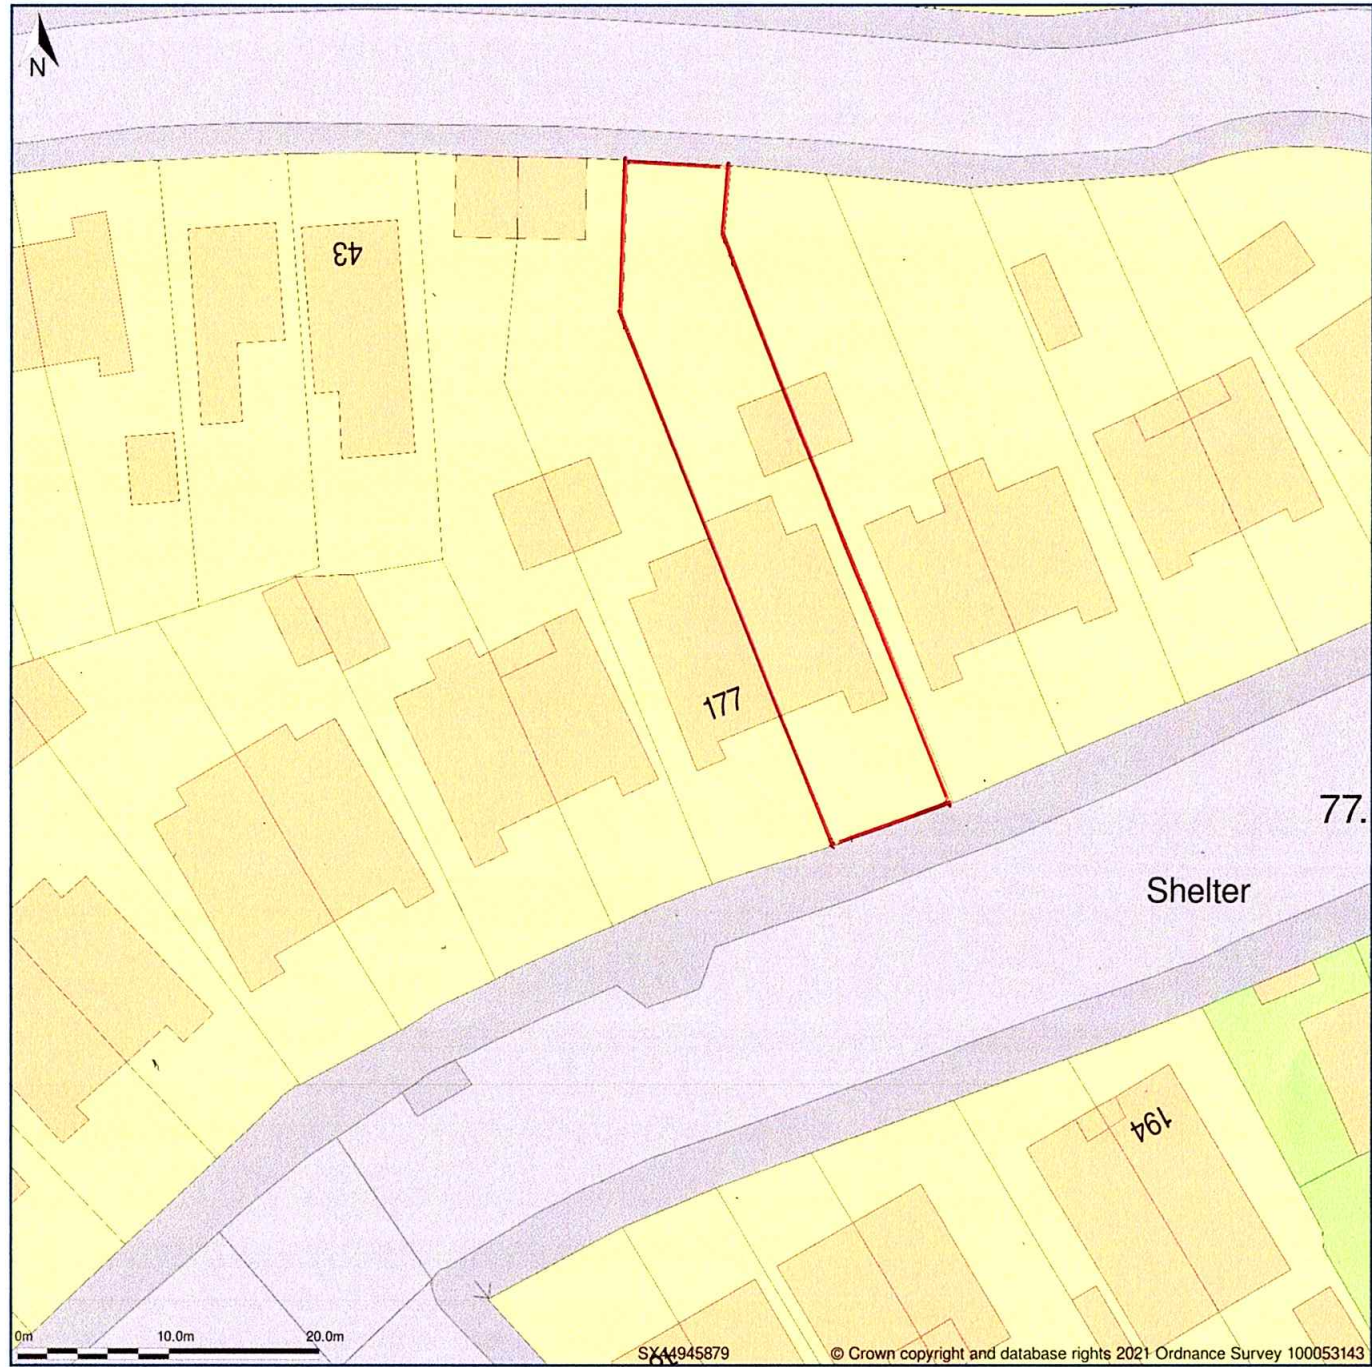 N
43
177
77.
Shelter
194
0m 10.0m 20.0m
SX44945879
© Crown copyright and database rights 2021 Ordnance Survey 100053143